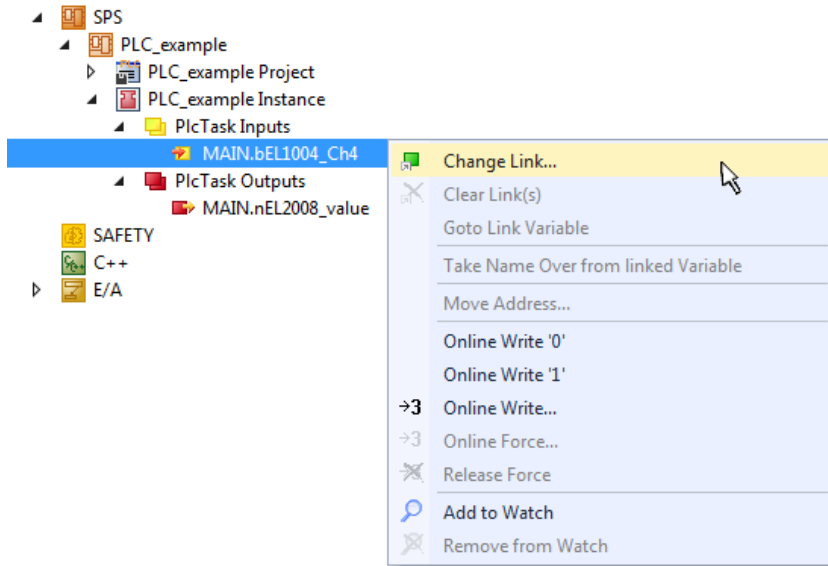 SPS
PLC_example
PLC_example Project
PLC_example Instance
PlcTask Inputs
MAIN.bEL1004_Ch4
PlcTask Outputs
MAIN.nEL2008_value
SAFETY
C++
E/A
Change Link...
Clear Link(s)
Goto Link Variable
Take Name Over from linked Variable
Move Address...
Online Write '0'
Online Write '1'
→3 Online Write...
→3 Online Force...
Release Force
Add to Watch
Remove from Watch